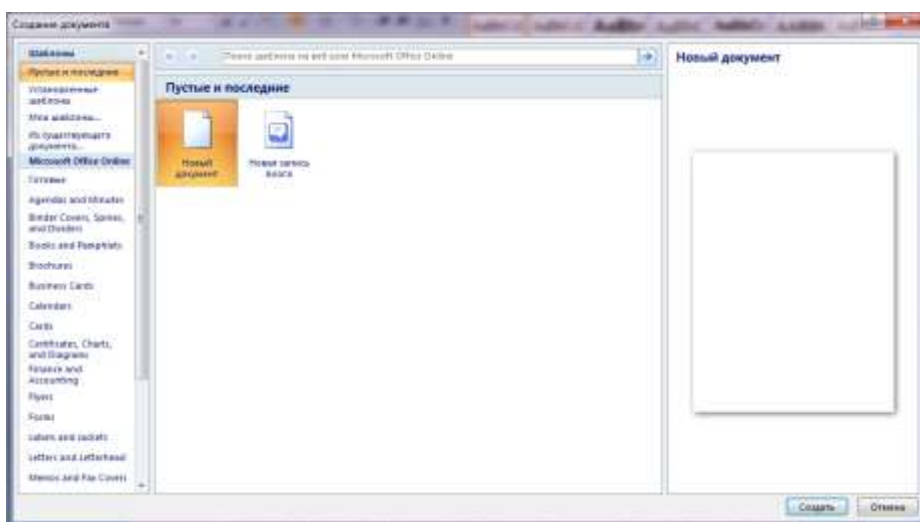 Создание документа
Шаблоны
Пустые и последние
Установленные
шаблоны
Мои шаблоны...
Из существующего
документа...
Microsoft Office Online
Готовые
Agendas and Minutes
Binder Covers, Spines,
and Dividers
Books and Pamphlets
Brochures
Business Cards
Calendars
Cards
Certificates, Charts,
and Diagrams
Finance and
Accounting
Flyers
Forms
Labels and Jackets
Letters and Letterhead
Memos and Fax Covers
Поиск шаблона на веб-узле Microsoft Office Online
Пустые и последние
Новый
документ
Новая запись
блога
Новый документ
Создать
Отмена